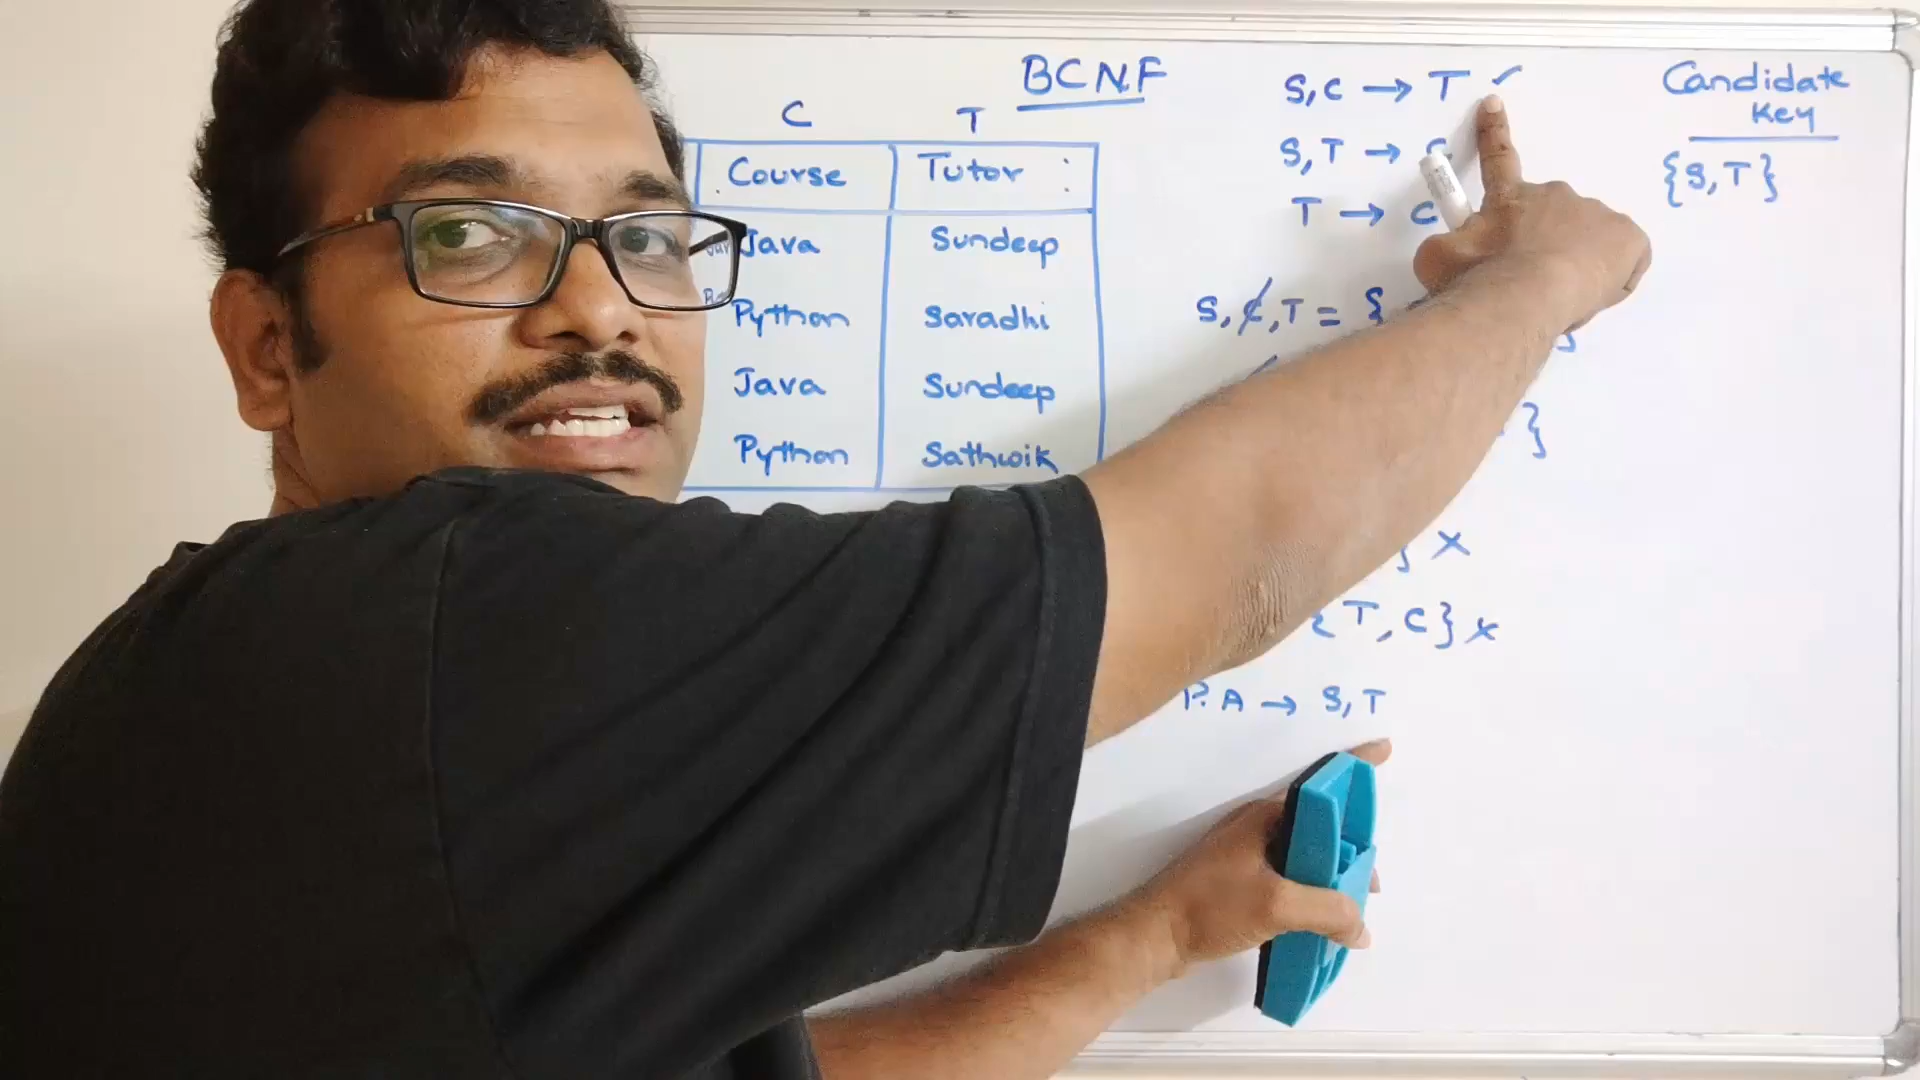 BCNF
C T
Course Tutor
Java Sundeep
Python Saradhi
Java Sundeep
Python Sathwik
S,C → T ✓
S,T → C
T → C
S,C,T = {
}
} ×
{T,C} ×
P.A → S,T
Candidate
Key
{S,T}